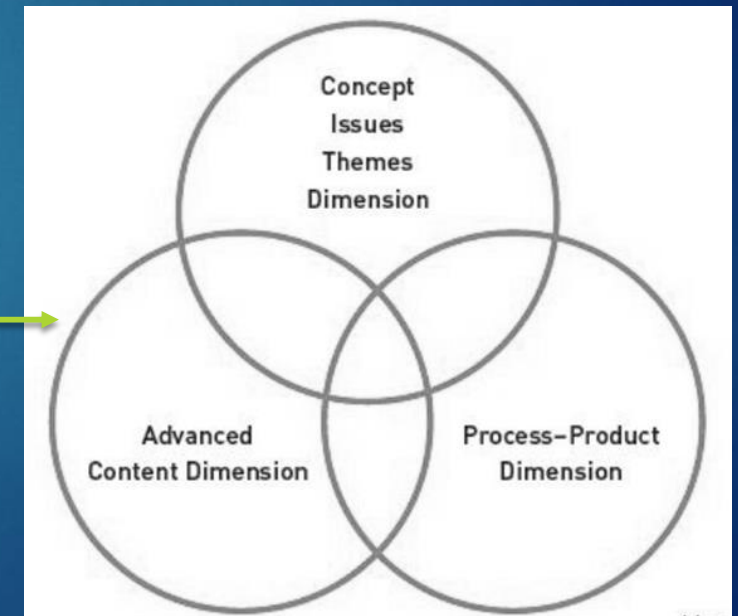 Concept
Issues
Themes
Dimension
Advanced
Content Dimension
Process–Product
Dimension